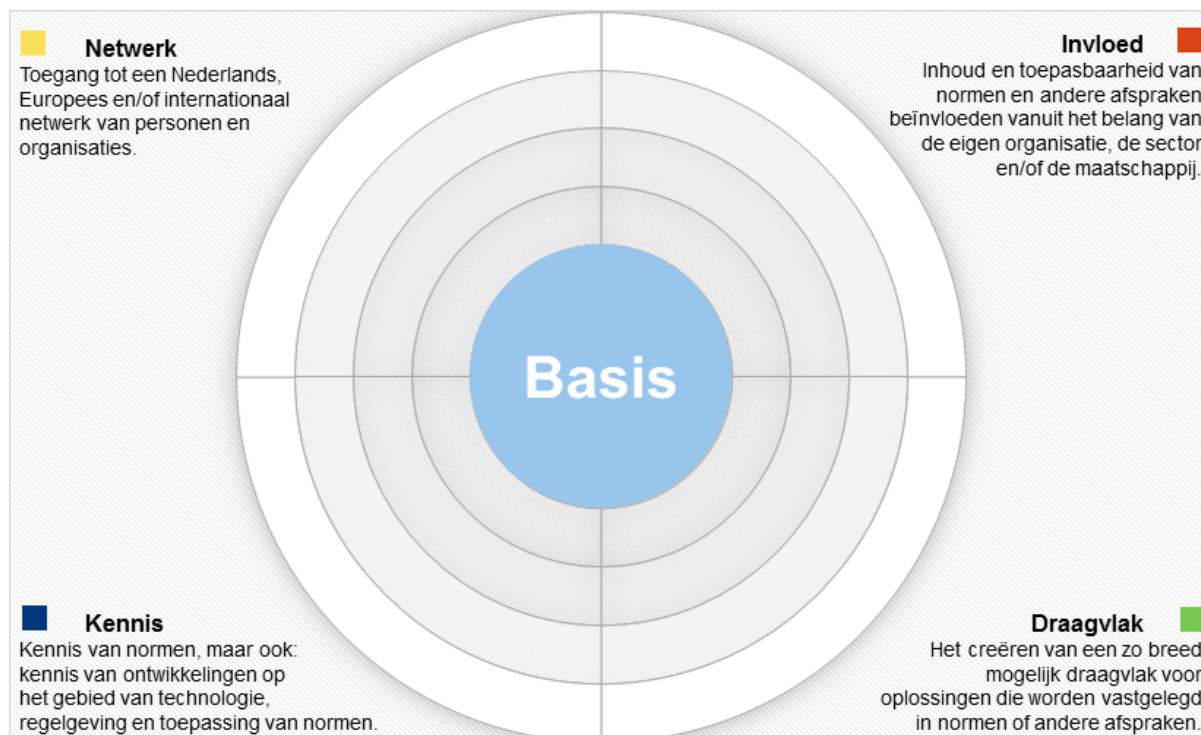 Netwerk
Toegang tot een Nederlands,
Europees en/of internationaal
netwerk van personen en
organisaties.
Invloed
Inhoud en toepasbaarheid van
normen en andere afspraken
beïnvloeden vanuit het belang van
de eigen organisatie, de sector
en/of de maatschappij.
Basis
Kennis
Kennis van normen, maar ook:
kennis van ontwikkelingen op
het gebied van technologie,
regelgeving en toepassing van normen.
Draagvlak
Het creëren van een zo breed
mogelijk draagvlak voor
oplossingen die worden vastgelegd
in normen of andere afspraken.